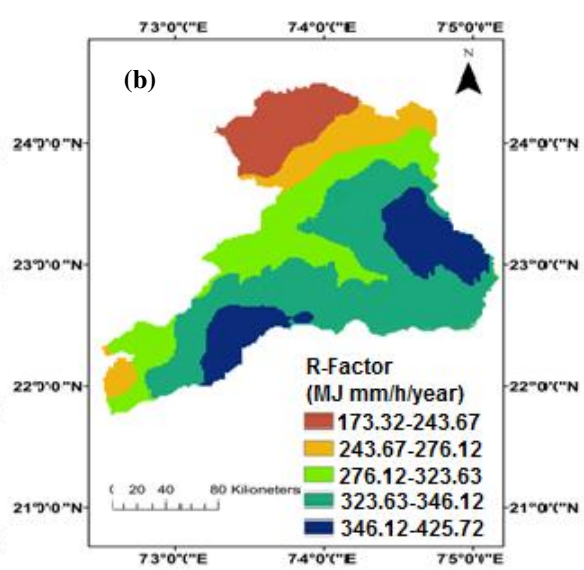 73°0'0"E 74°0'0"E 75°0'0"E
(b)
N
24°0'0"N 24°0'0"N
23°0'0"N 23°0'0"N
22°0'0"N 22°0'0"N
21°0'0"N 21°0'0"N
R-Factor
(MJ mm/h/year)
173.32-243.67
243.67-276.12
276.12-323.63
323.63-346.12
346.12-425.72
0 20 40 80 Kilometers
73°0'0"E 74°0'0"E 75°0'0"E